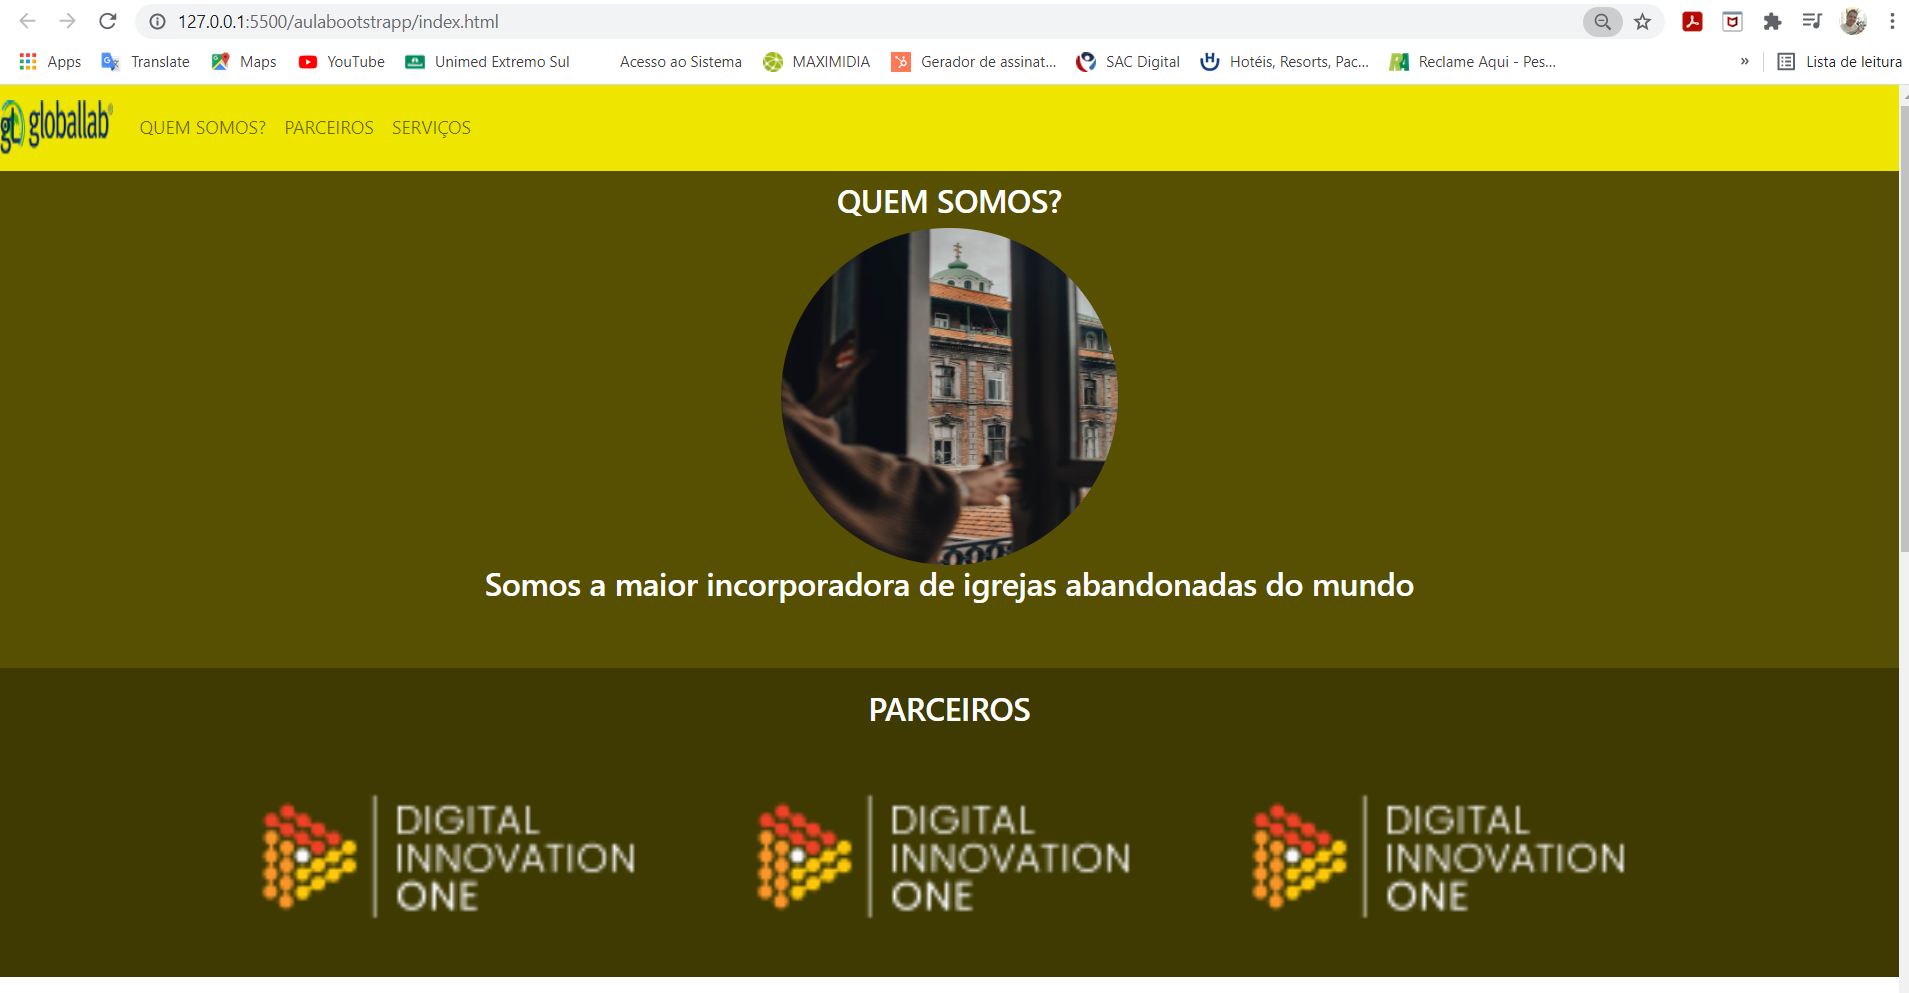 127.0.0.1:5500/aulabootstrapp/index.html
Apps Translate Maps YouTube Unimed Extremo Sul Acesso ao Sistema MAXIMIDIA Gerador de assinat... SAC Digital Hotéis, Resorts, Pac... Reclame Aqui - Pes... » Lista de leitura
globallab® QUEM SOMOS? PARCEIROS SERVIÇOS
QUEM SOMOS?
Somos a maior incorporadora de igrejas abandonadas do mundo
PARCEIROS
DIGITAL
INNOVATION
ONE
DIGITAL
INNOVATION
ONE
DIGITAL
INNOVATION
ONE